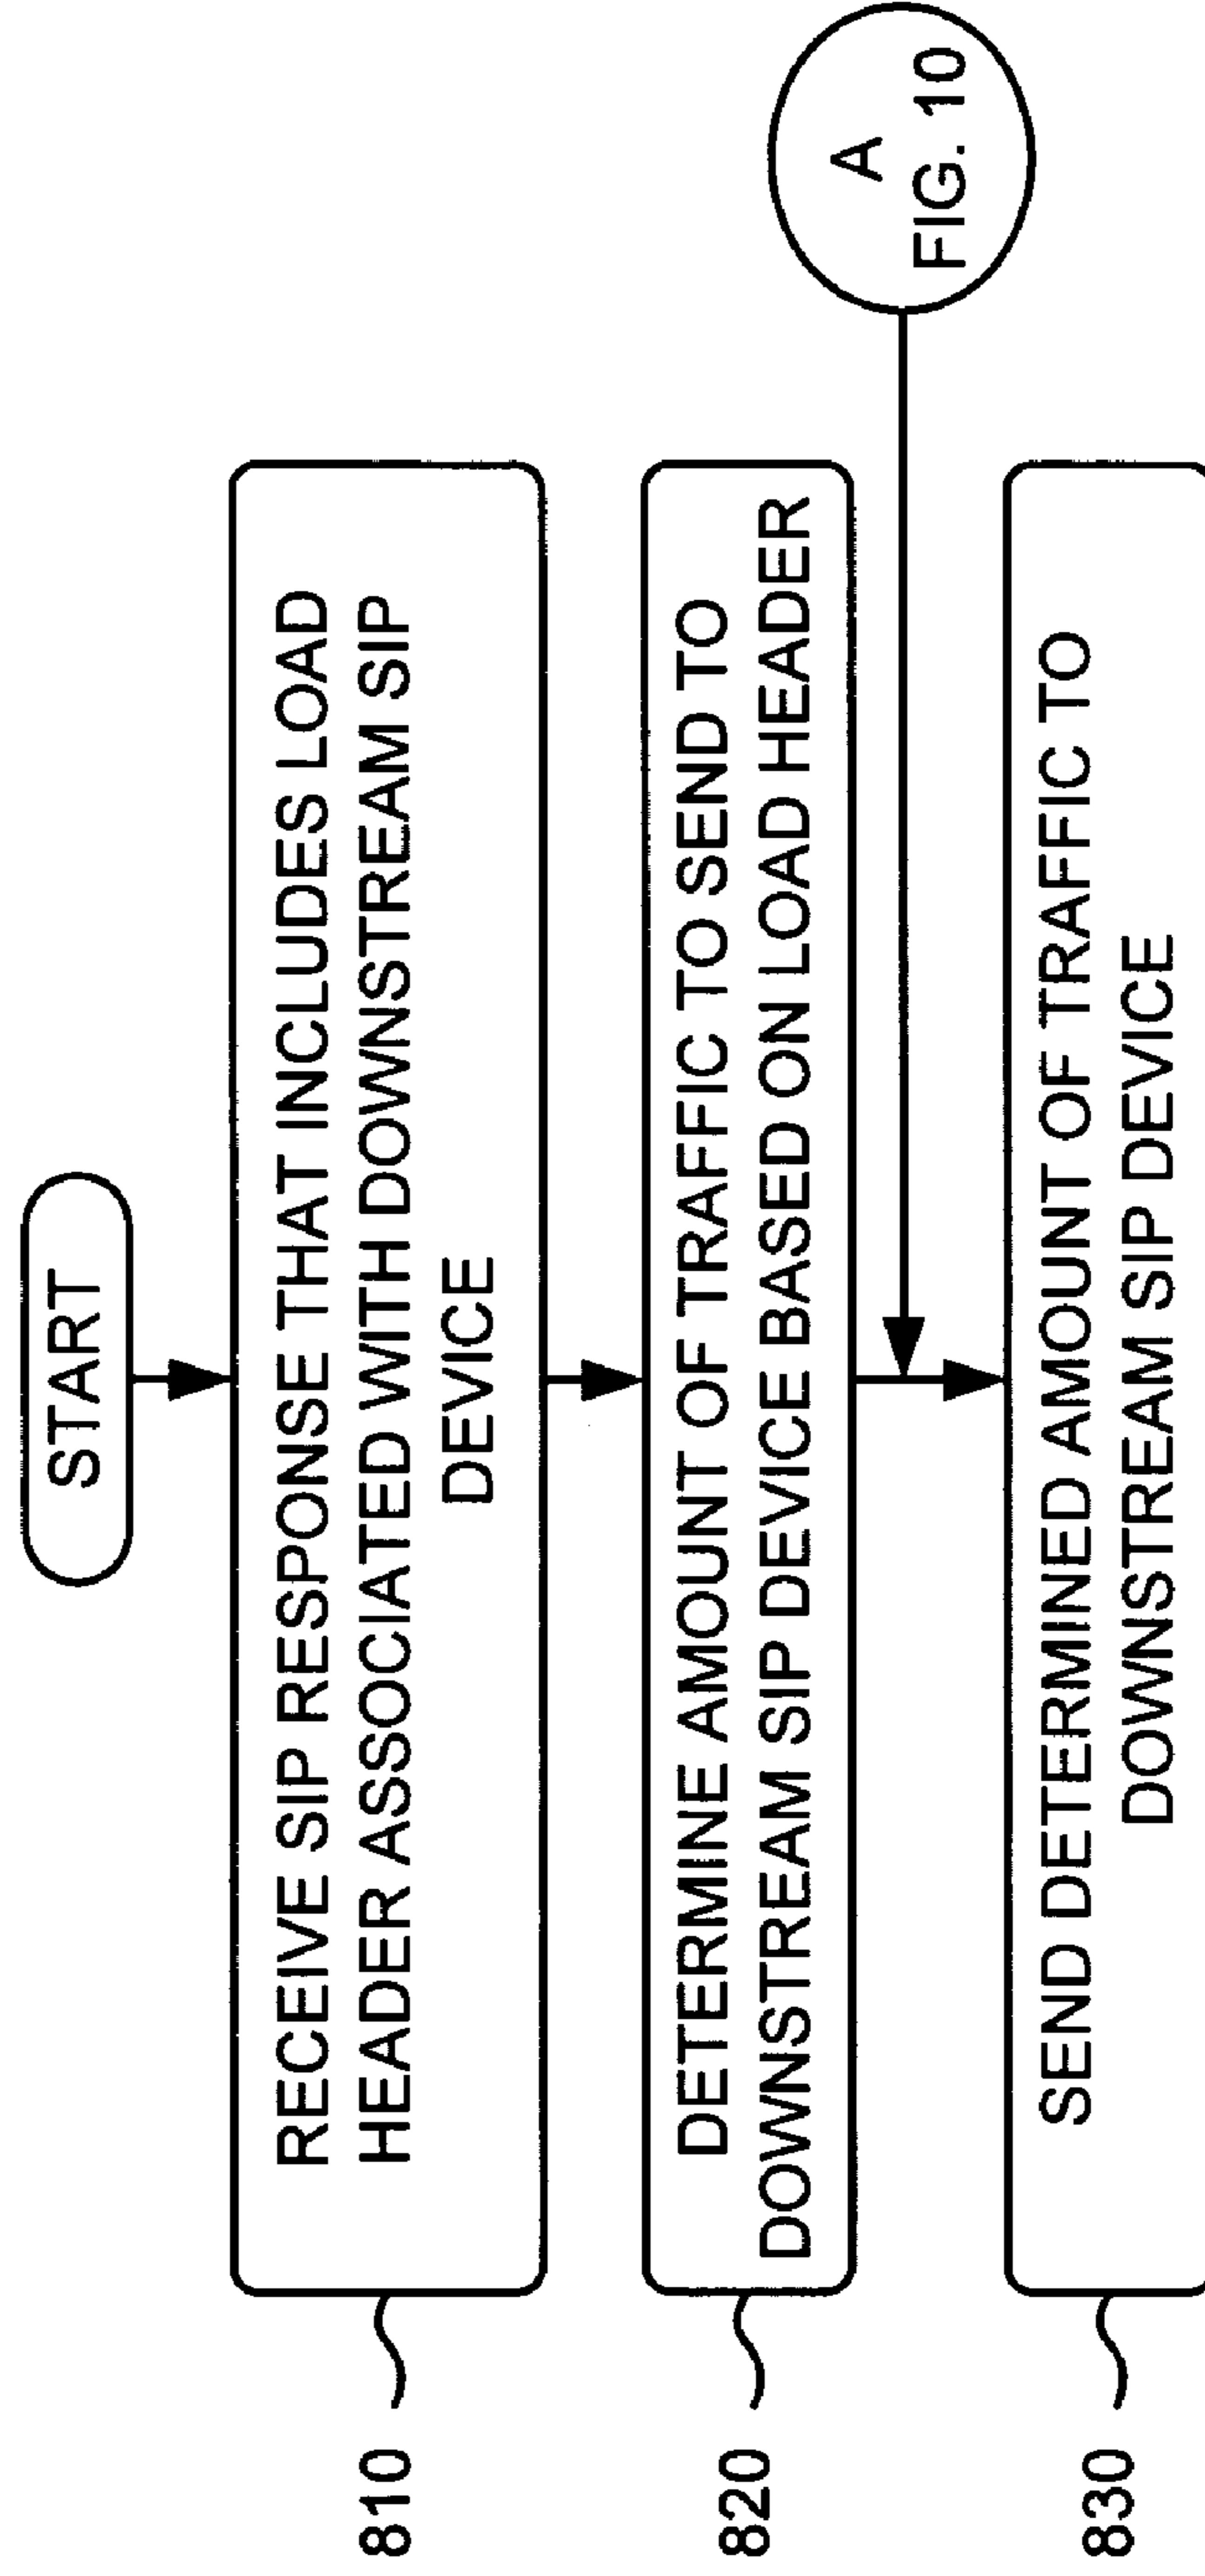 START
810
RECEIVE SIP RESPONSE THAT INCLUDES LOAD
HEADER ASSOCIATED WITH DOWNSTREAM SIP
DEVICE
820
DETERMINE AMOUNT OF TRAFFIC TO SEND TO
DOWNSTREAM SIP DEVICE BASED ON LOAD HEADER
A
FIG. 10
830
SEND DETERMINED AMOUNT OF TRAFFIC TO
DOWNSTREAM SIP DEVICE